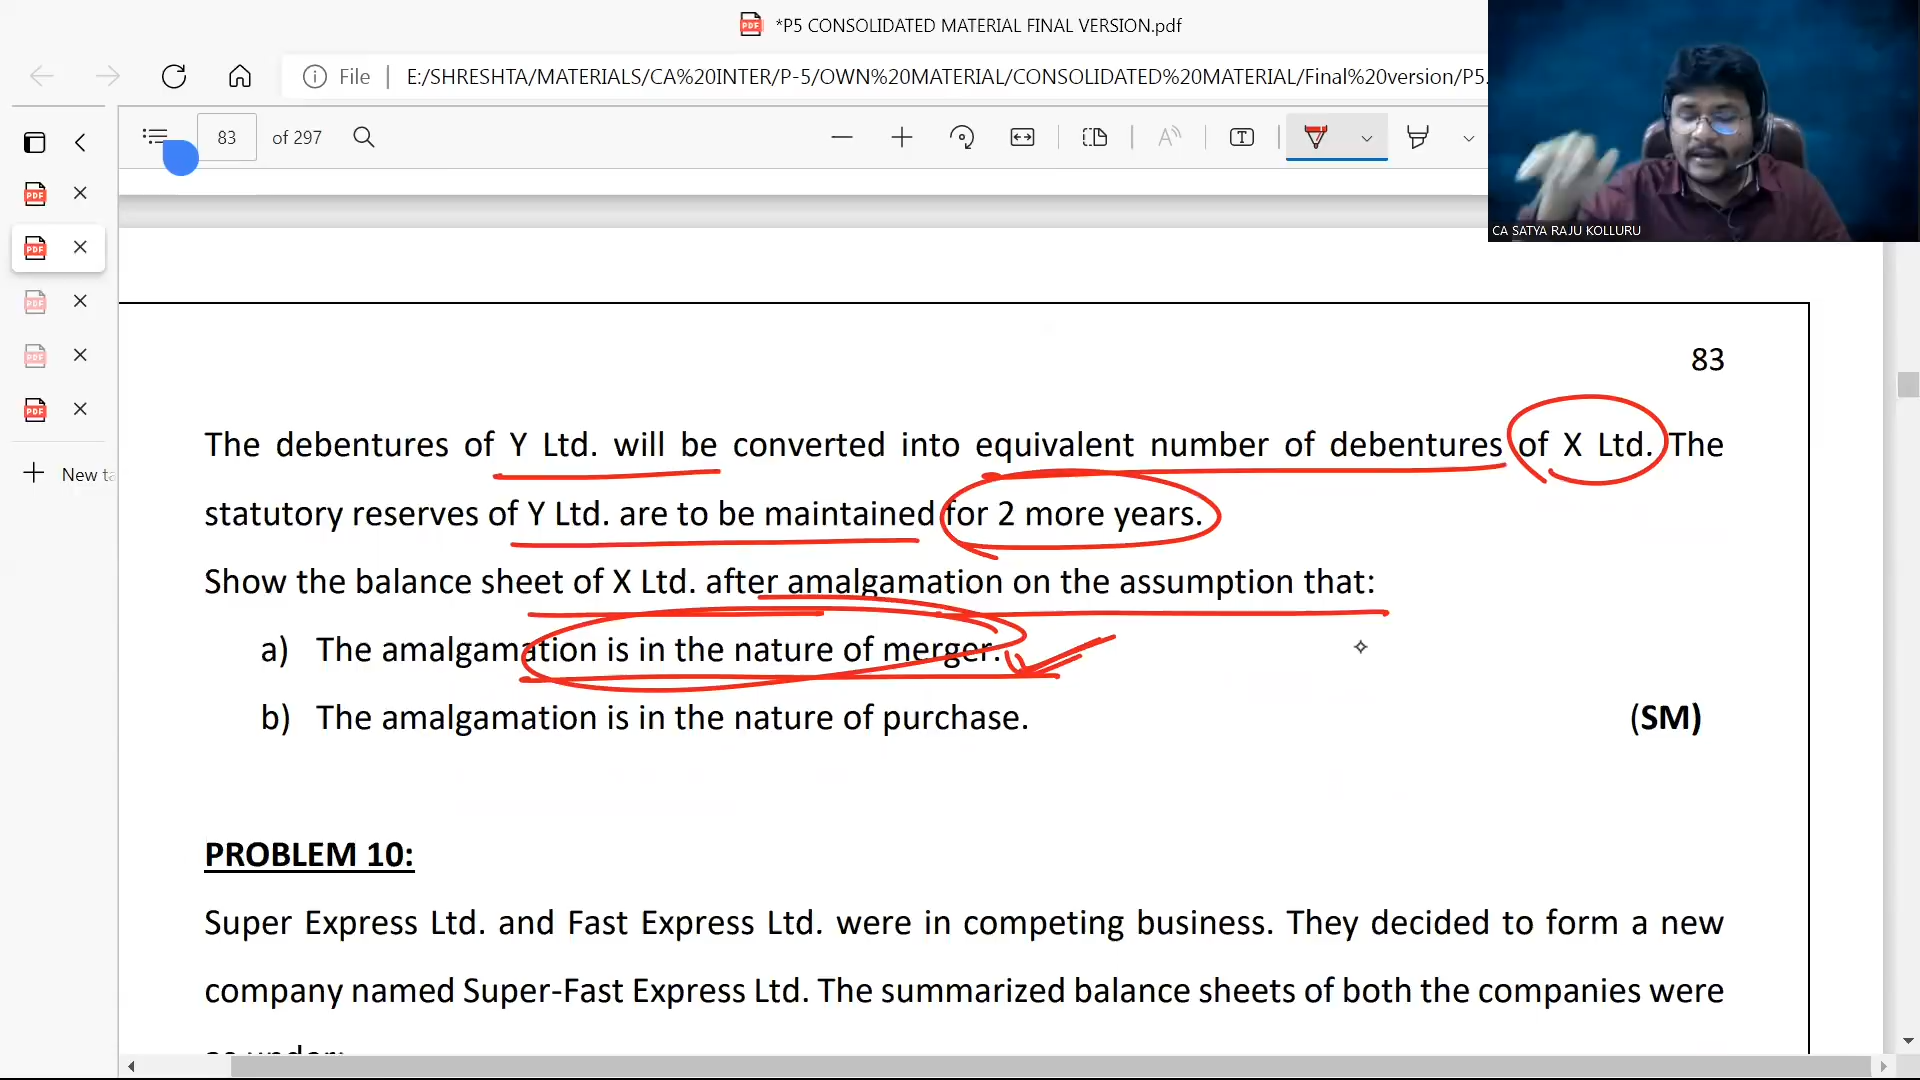 *P5 CONSOLIDATED MATERIAL FINAL VERSION.pdf
File | E:/SHRESHTA/MATERIALS/CA%20INTER/P-5/OWN%20MATERIAL/CONSOLIDATED%20MATERIAL/Final%20version/P5.
83 of 297
New ta
CA SATYA RAJU KOLLURU
83
The debentures of Y Ltd. will be converted into equivalent number of debentures of X Ltd. The
statutory reserves of Y Ltd. are to be maintained for 2 more years.
Show the balance sheet of X Ltd. after amalgamation on the assumption that:
a) The amalgamation is in the nature of merger.
b) The amalgamation is in the nature of purchase. (SM)
PROBLEM 10:
Super Express Ltd. and Fast Express Ltd. were in competing business. They decided to form a new
company named Super-Fast Express Ltd. The summarized balance sheets of both the companies were